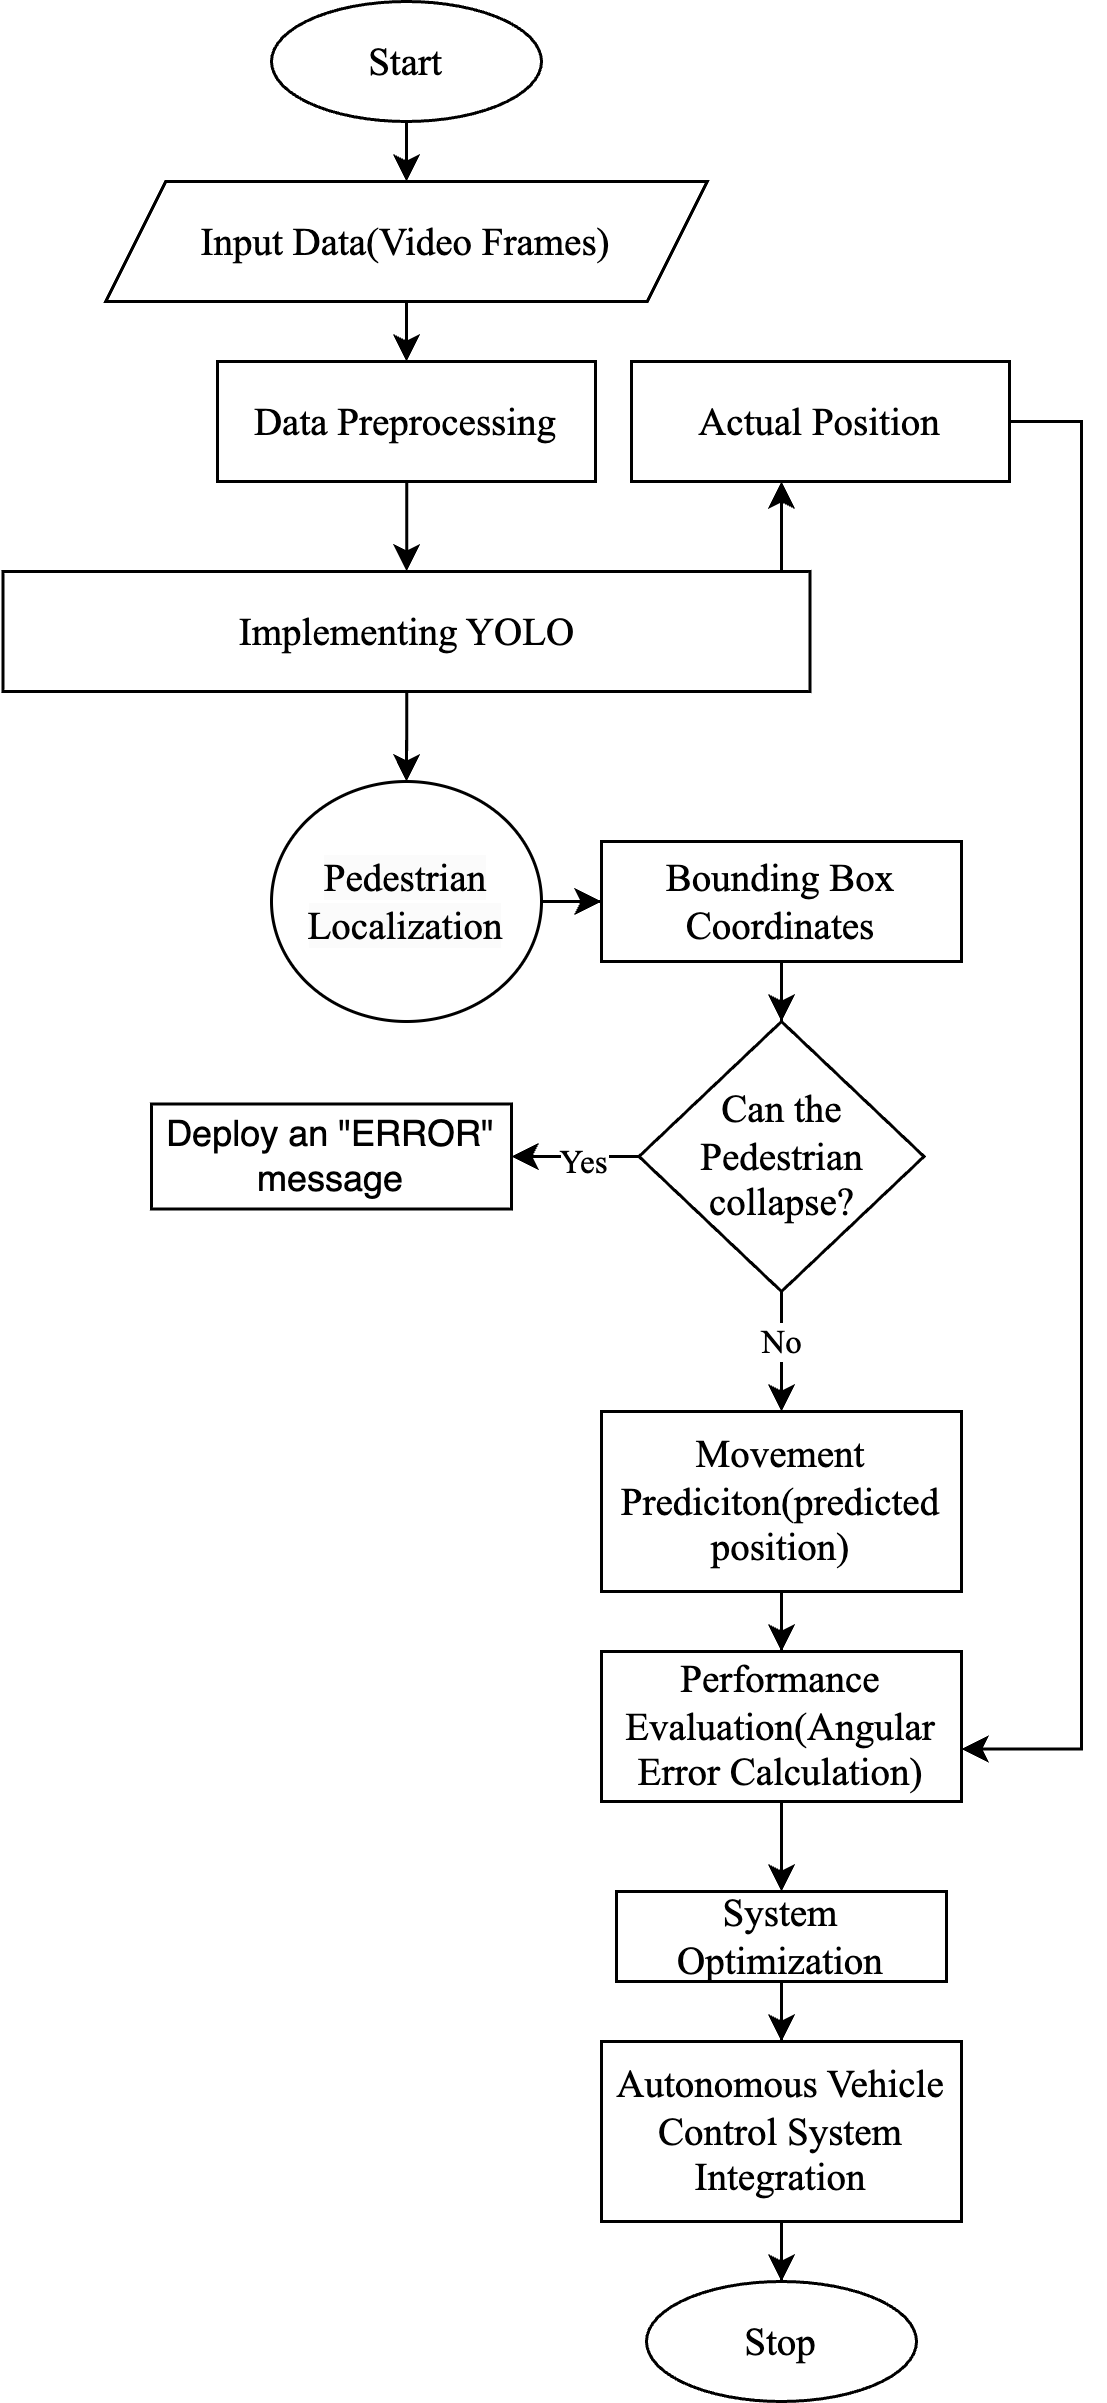 Start
Input Data(Video Frames)
Data Preprocessing
Actual Position
Implementing YOLO
Pedestrian
Localization
Bounding Box
Coordinates
Can the
Pedestrian
collapse?
Yes
Deploy an "ERROR"
message
No
Movement
Prediciton(predicted
position)
Performance
Evaluation(Angular
Error Calculation)
System
Optimization
Autonomous Vehicle
Control System
Integration
Stop